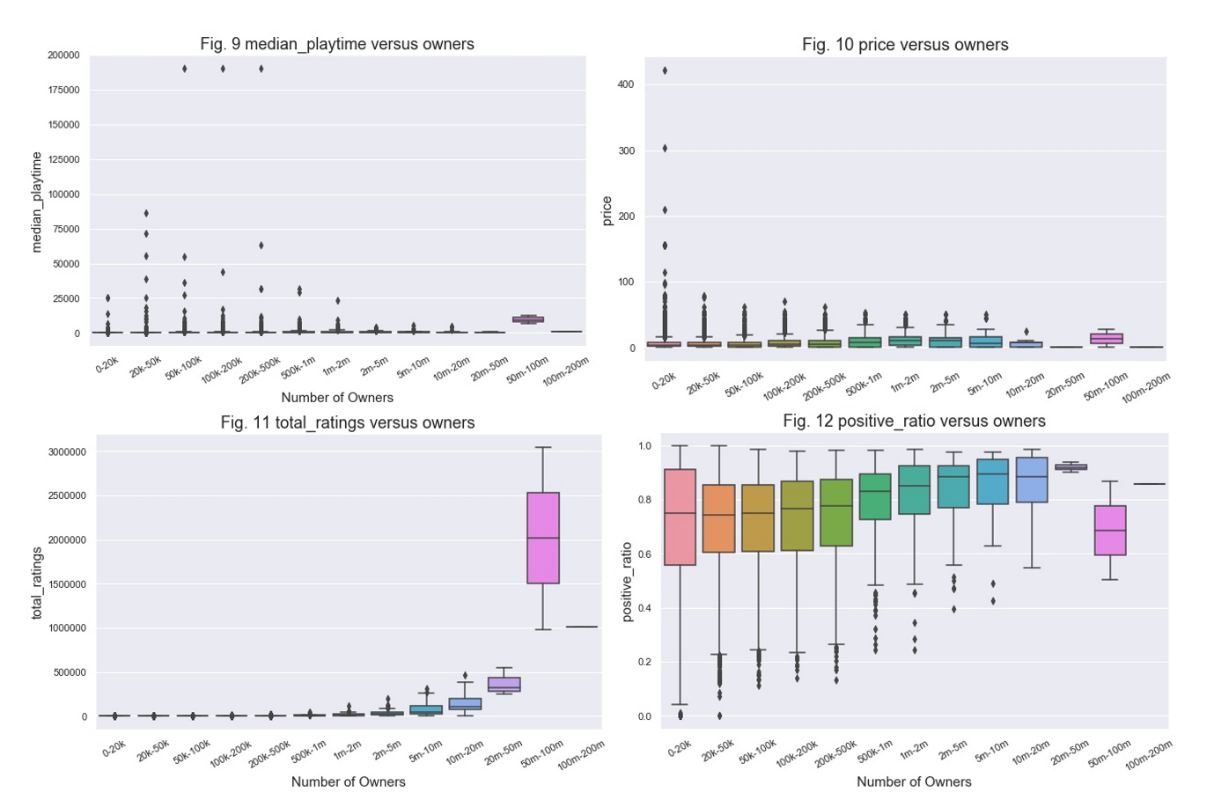 Fig. 9 median_playtime versus owners
200000
175000
150000
125000
100000
75000
50000
25000
0
median_playtime
0-20k
20k-50k
50k-100k
100k-200k
200k-500k
500k-1m
1m-2m
2m-5m
5m-10m
10m-20m
20m-50m
50m-100m
100m-200m
Number of Owners
Fig. 10 price versus owners
400
300
200
100
0
price
0-20k
20k-50k
50k-100k
100k-200k
200k-500k
500k-1m
1m-2m
2m-5m
5m-10m
10m-20m
20m-50m
50m-100m
100m-200m
Fig. 11 total_ratings versus owners
3000000
2500000
2000000
1500000
1000000
500000
0
total_ratings
0-20k
20k-50k
50k-100k
100k-200k
200k-500k
500k-1m
1m-2m
2m-5m
5m-10m
10m-20m
20m-50m
50m-100m
100m-200m
Number of Owners
Fig. 12 positive_ratio versus owners
1.0
0.8
0.6
0.4
0.2
0.0
positive_ratio
0-20k
20k-50k
50k-100k
100k-200k
200k-500k
500k-1m
1m-2m
2m-5m
5m-10m
10m-20m
20m-50m
50m-100m
100m-200m
Number of Owners